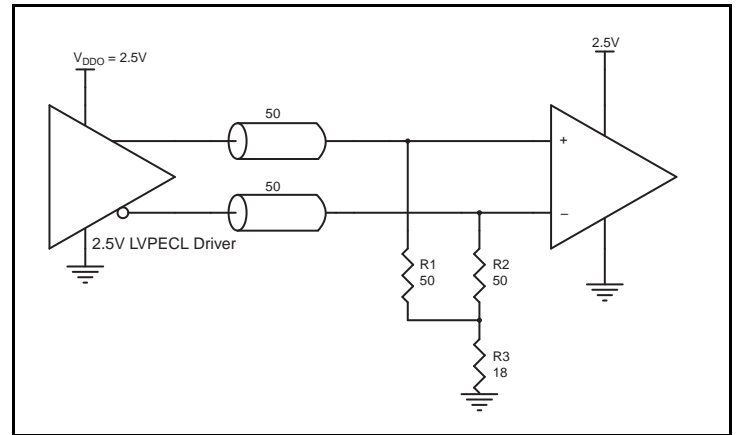 2.5V
V_DDO = 2.5V
50
+
50
−
2.5V LVPECL Driver
R1
50
R2
50
R3
18